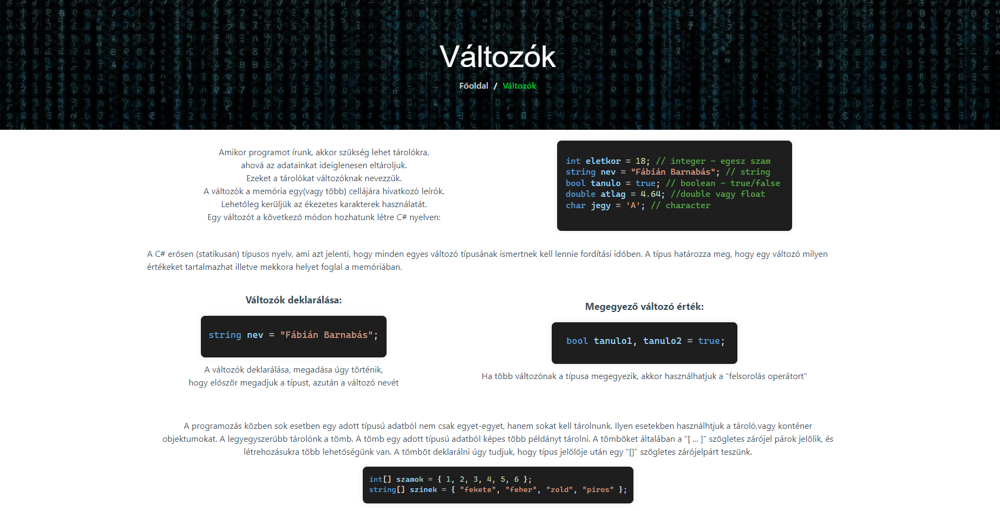 Változók
Főoldal / Változók
Amikor programot írunk, akkor szükség lehet tárolókra,
ahová az adatainkat ideiglenesen eltároljuk.
Ezeket a tárolókat változóknak nevezzük.
A változók a memória egy(vagy több) cellájára hivatkozó leírók.
Lehetőleg kerüljük az ékezetes karakterek használatát.
Egy változót a következő módon hozhatunk létre C# nyelven:
int eletkor = 18; // integer - egesz szam
string nev = "Fábián Barnabás"; // string
bool tanulo = true; // boolean - true/false
double atlag = 4.64; //double vagy float
char jegy = 'A'; // character
A C# erősen (statikusan) típusos nyelv, ami azt jelenti, hogy minden egyes változó típusának ismertnek kell lennie fordítási időben. A típus határozza meg, hogy egy változó milyen
értékeket tartalmazhat illetve mekkora helyet foglal a memóriában.
Változók deklarálása:
string nev = "Fábián Barnabás";
A változók deklarálása, megadása úgy történik,
hogy először megadjuk a típust, azután a változó nevét
Megegyező változó érték:
bool tanulo1, tanulo2 = true;
Ha több változónak a típusa megegyezik, akkor használhatjuk a "felsorolás operátort"
A programozás közben sok esetben egy adott típusú adatból nem csak egyet-egyet, hanem sokat kell tárolnunk. Ilyen esetekben használhtjuk a tároló,vagy konténer
objektumokat. A legyegyszerűbb tárolónk a tömb. A tömb egy adott típusú adatból képes több példányt tárolni. A tömböket általában a "[ ... ]" szögletes zárójel párok jelölik, és
létrehozásukra több lehetőségünk van. A tömböt deklarálni úgy tudjuk, hogy típus jelölője után egy "[]" szögletes zárójelpárt teszünk.
int[] szamok = { 1, 2, 3, 4, 5, 6 };
string[] szinek = { "fekete", "feher", "zold", "piros" };